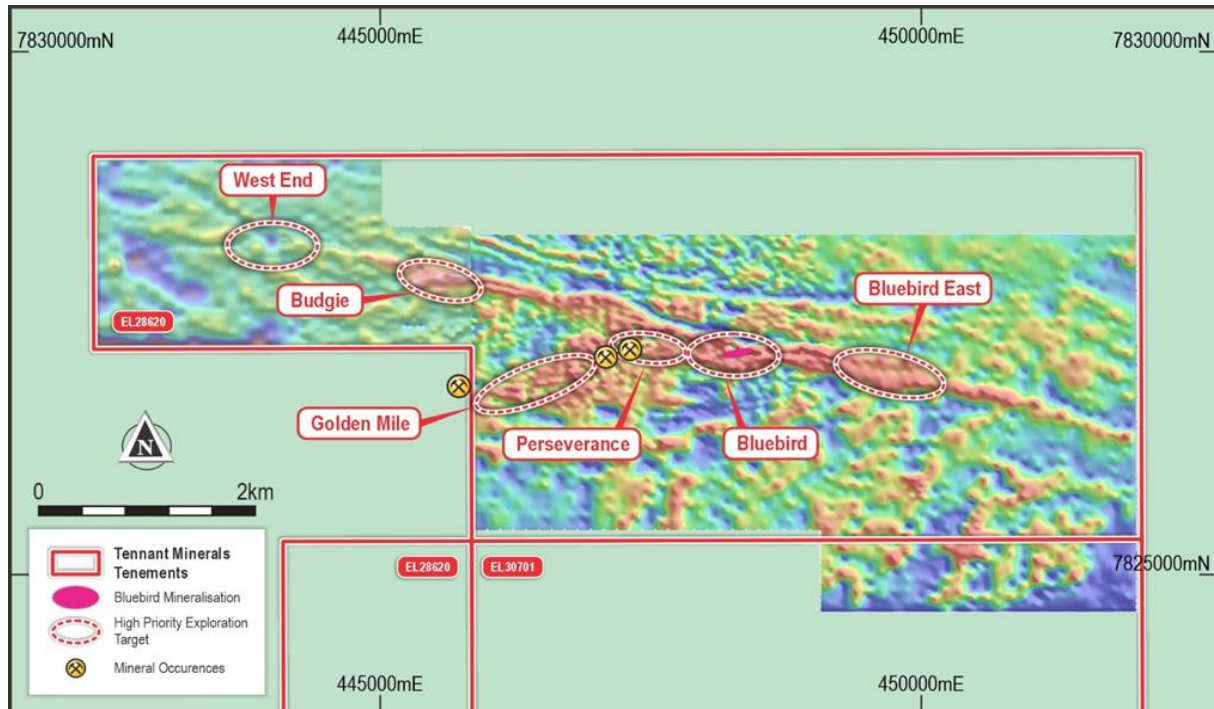 445000mE
450000mE
7830000mN
7830000mN
West End
Budgie
Bluebird East
EL28620
Golden Mile
Perseverance
Bluebird
N
0
2km
Tennant Minerals
Tenements
Bluebird Mineralisation
High Priority Exploration
Target
Mineral Occurences
EL28620
EL30701
7825000mN
445000mE
450000mE